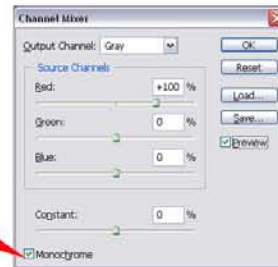 Channel Mixer
Output Channel: Gray
OK
Source Channels
Reset
Red: +100 %
Load...
Green: 0 %
Save...
Preview
Blue: 0 %
Constant: 0 %
Monochrome